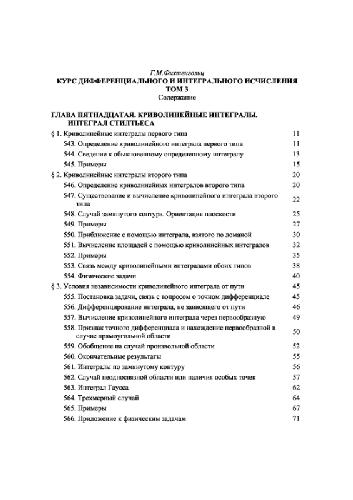 Г.М.Фихтенгольц
КУРС ДИФФЕРЕНЦИАЛЬНОГО И ИНТЕГРАЛЬНОГО ИСЧИСЛЕНИЯ
ТОМ 3
Содержание
ГЛАВА ПЯТНАДЦАТАЯ. КРИВОЛИНЕЙНЫЕ ИНТЕГРАЛЫ.
ИНТЕГРАЛ СТИЛТЬЕСА
§ 1. Криволинейные интегралы первого типа 11
543. Определение криволинейного интеграла первого типа 11
544. Сведение к обыкновенному определенному интегралу 13
545. Примеры 15
§ 2. Криволинейные интегралы второго типа 20
546. Определение криволинейных интегралов второго типа 20
547. Существование и вычисление криволинейного интеграла второго 22
типа
548. Случай замкнутого контура. Ориентация плоскости 25
549. Примеры 27
550. Приближение с помощью интеграла, взятого по ломаной 30
551. Вычисление площадей с помощью криволинейных интегралов 32
552. Примеры 35
553. Связь между криволинейными интегралами обоих типов 38
554. Физические задачи 40
§ 3. Условия независимости криволинейного интеграла от пути 45
555. Постановка задачи, связь с вопросом о точном дифференциале 45
556. Дифференцирование интеграла, не зависящего от пути 46
557. Вычисление криволинейного интеграла через первообразную 49
558. Признак точного дифференциала и нахождение первообразной в 50
случае прямоугольной области
559. Обобщение на случай произвольной области 52
560. Окончательные результаты 55
561. Интегралы по замкнутому контуру 56
562. Случай неодносвязной области или наличия особых точек 57
563. Интеграл Гаусса 62
564. Трехмерный случай 64
565. Примеры 67
566. Приложение к физическим задачам 71